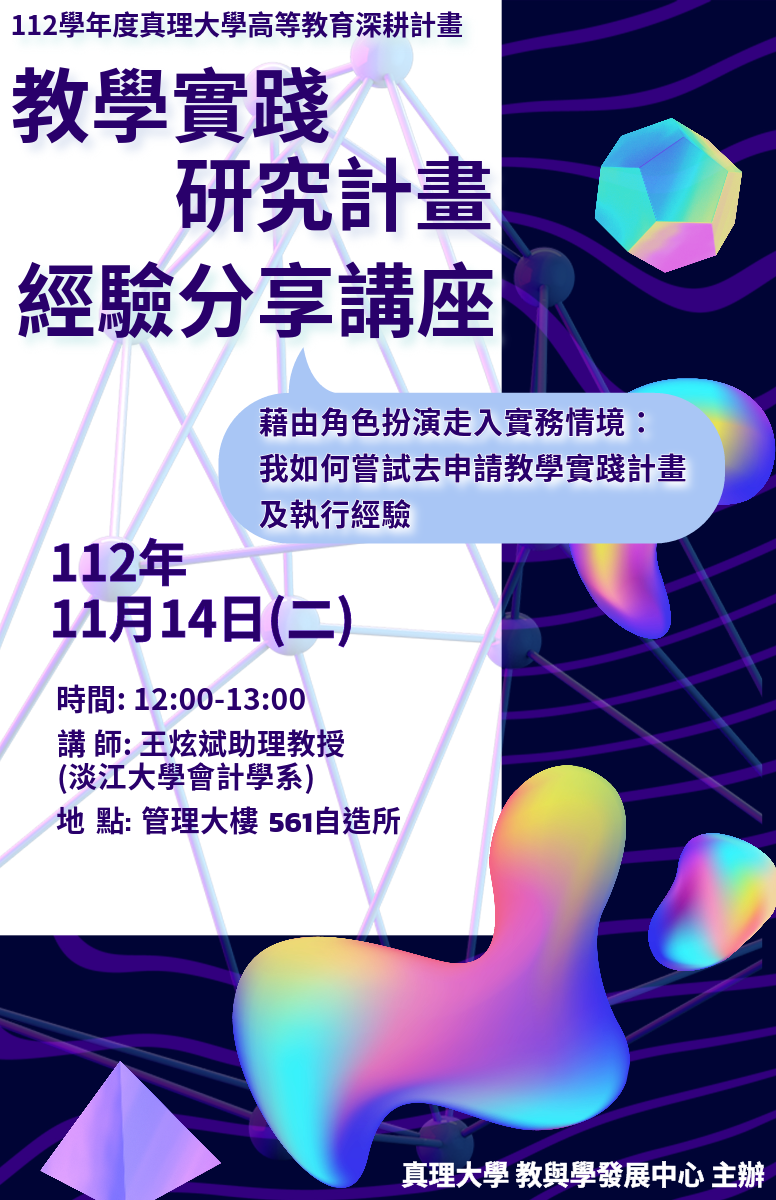 112學年度真理大學高等教育深耕計畫
教學實踐
研究計畫
經驗分享講座
藉由角色扮演走入實務情境：
我如何嘗試去申請教學實踐計畫
及執行經驗
112年
11月14日(二)
時間: 12:00-13:00
講 師: 王炫斌助理教授
(淡江大學會計學系)
地 點: 管理大樓 561自造所
真理大學 教與學發展中心 主辦